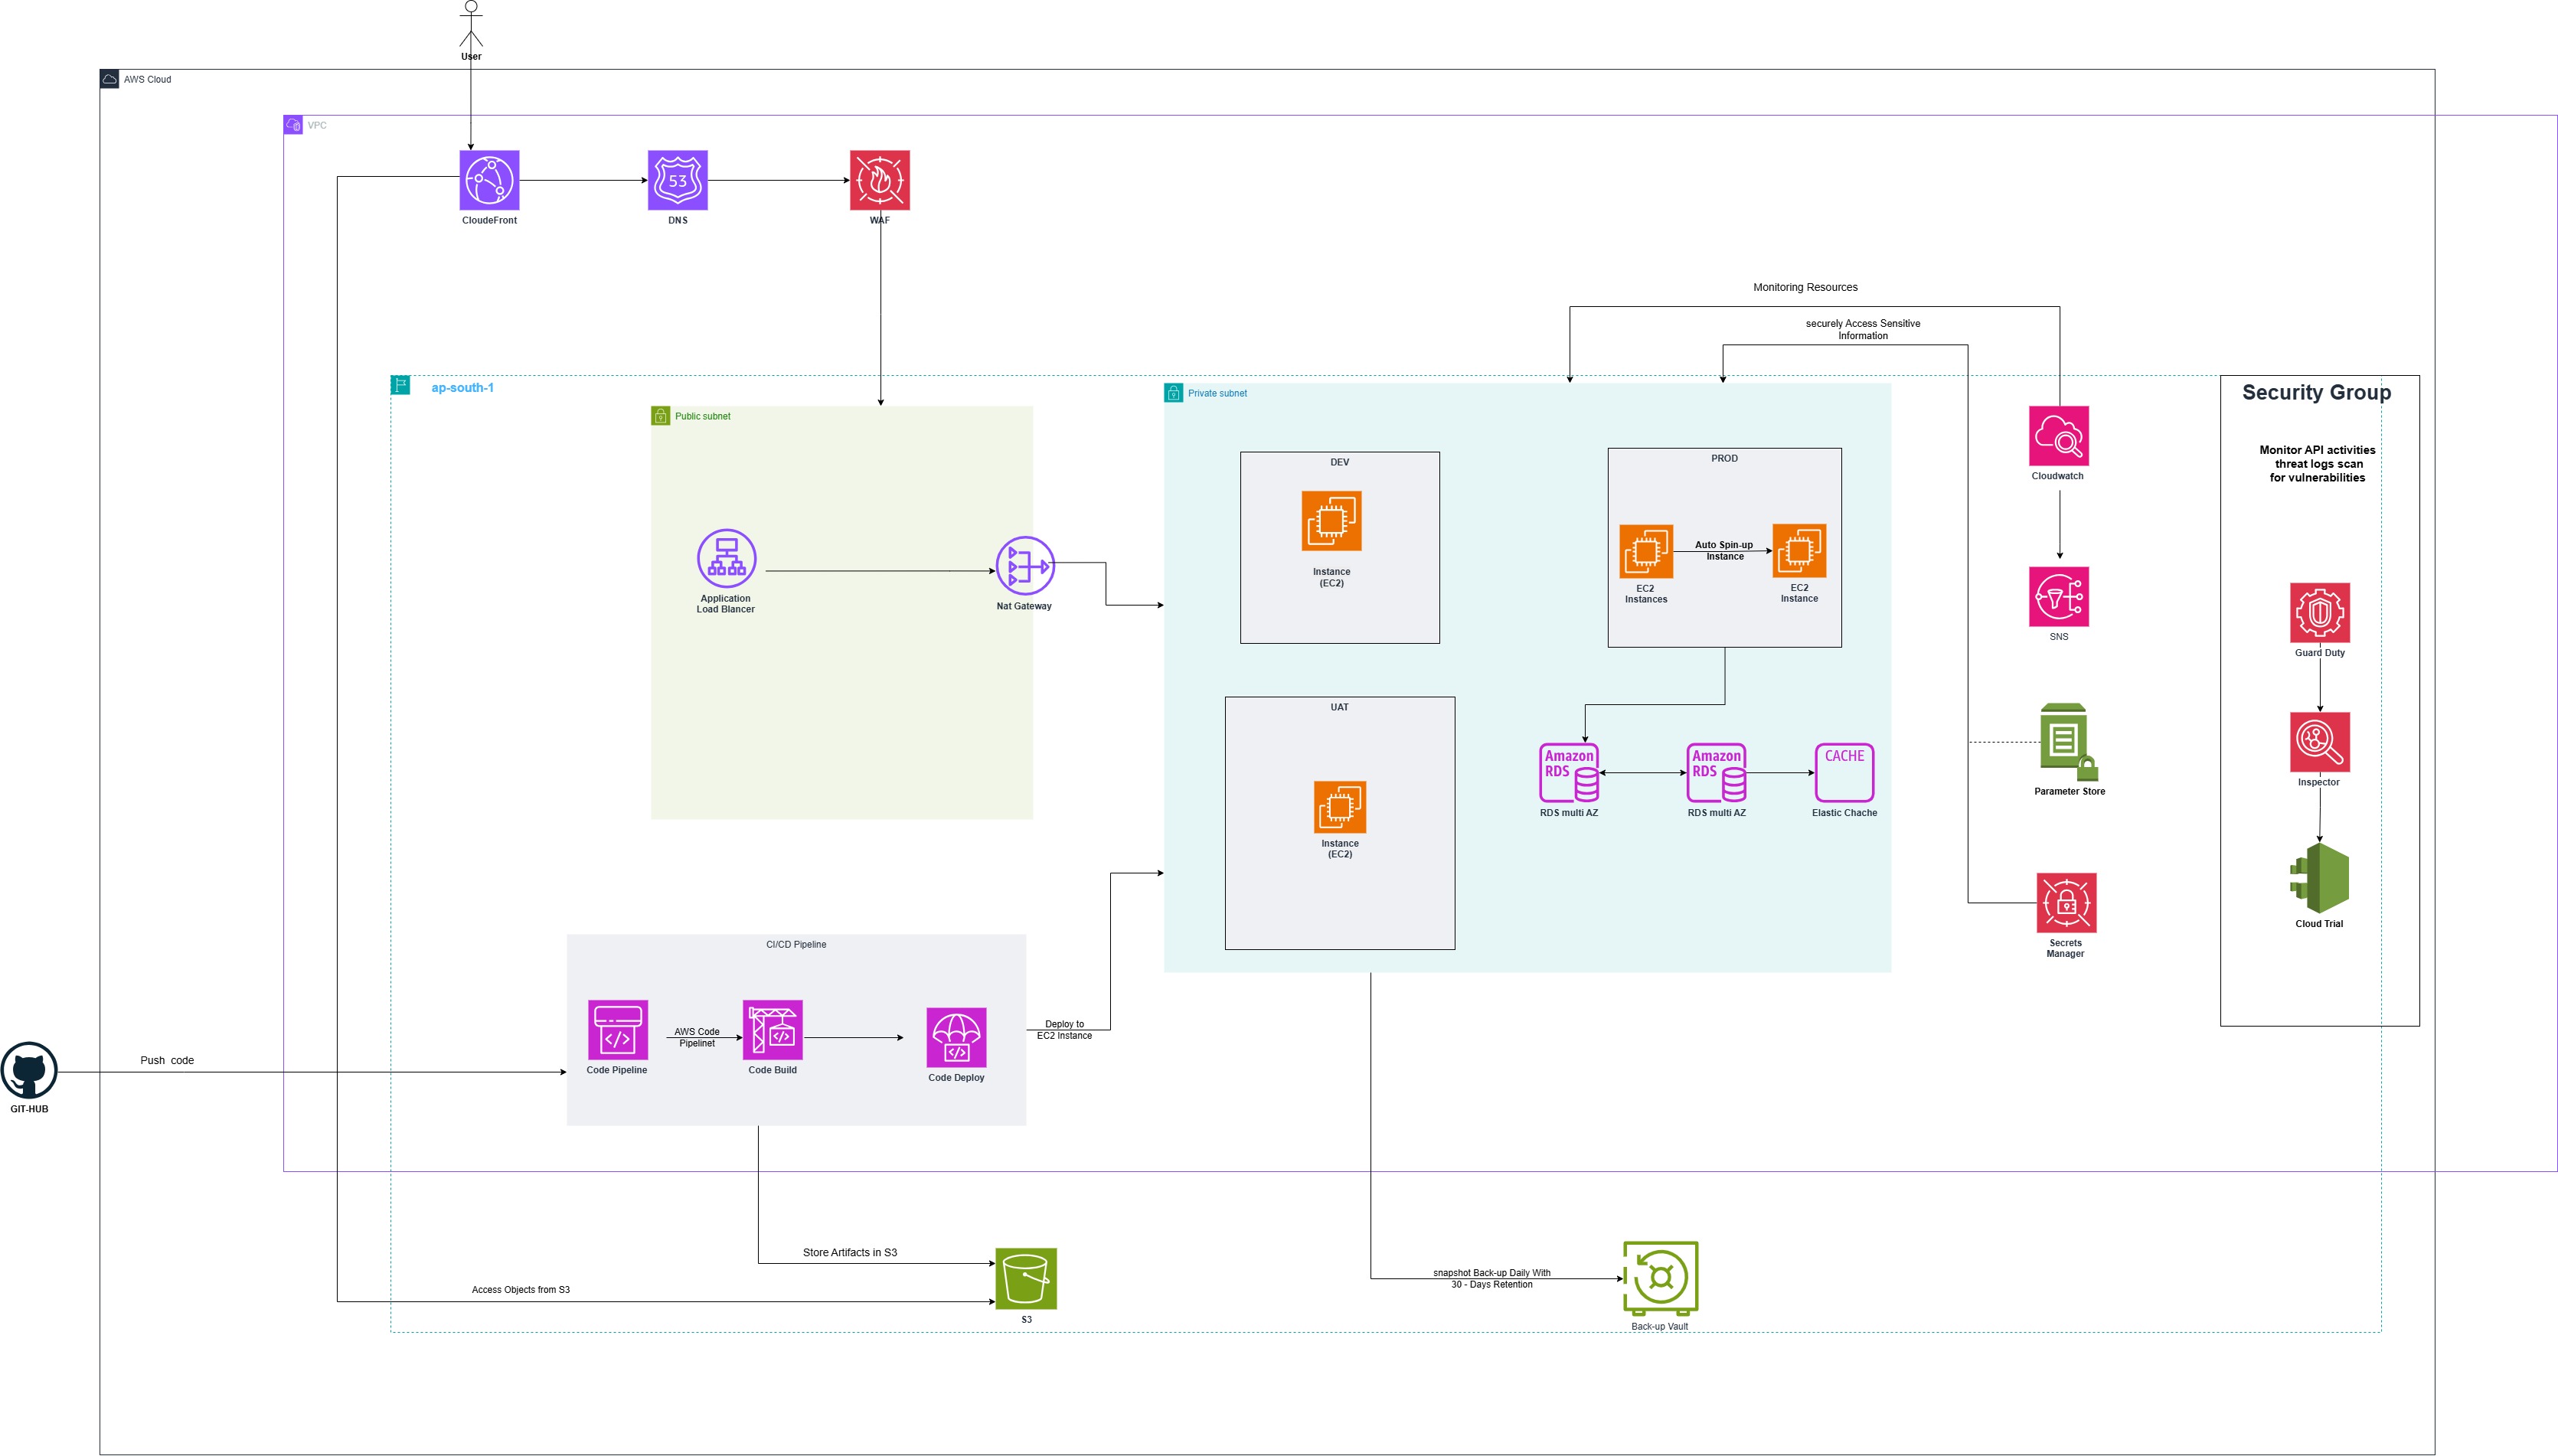 User
AWS Cloud
VPC
53
CloudeFront
DNS
WAF
Monitoring Resources
securely Access Sensitive
Information
ap-south-1
Public subnet
Private subnet
Security Group
Monitor API activities
threat logs scan
for vulnerabilities
DEV
PROD
Cloudwatch
Instance
(EC2)
Auto Spin-up
Instance
EC2
Instances
EC2
Instance
Application
Load Blancer
Nat Gateway
SNS
Guard Duty
UAT
Amazon
RDS
Amazon
RDS
CACHE
RDS multi AZ
RDS multi AZ
Elastic Chache
Parameter Store
Inspector
Instance
(EC2)
Cloud Trial
Secrets
Manager
CI/CD Pipeline
AWS Code
Pipelinet
Code Pipeline
Code Build
Code Deploy
Deploy to
EC2 Instance
Push  code
GIT-HUB
Store Artifacts in S3
Access Objects from S3
S3
snapshot Back-up Daily With
30 - Days Retention
Back-up Vault